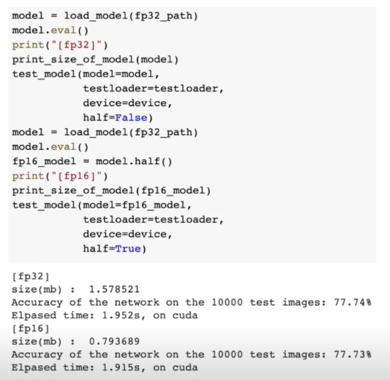 model = load_model(fp32_path)
model.eval()
print("[fp32]")
print_size_of_model(model)
test_model(model=model,
           testloader=testloader,
           device=device,
           half=False)
model = load_model(fp32_path)
model.eval()
fp16_model = model.half()
print("[fp16]")
print_size_of_model(fp16_model)
test_model(model=fp16_model,
           testloader=testloader,
           device=device,
           half=True)
[fp32]
size(mb) :  1.578521
Accuracy of the network on the 10000 test images: 77.74%
Elpased time: 1.952s, on cuda
[fp16]
size(mb) :  0.793689
Accuracy of the network on the 10000 test images: 77.73%
Elpased time: 1.915s, on cuda